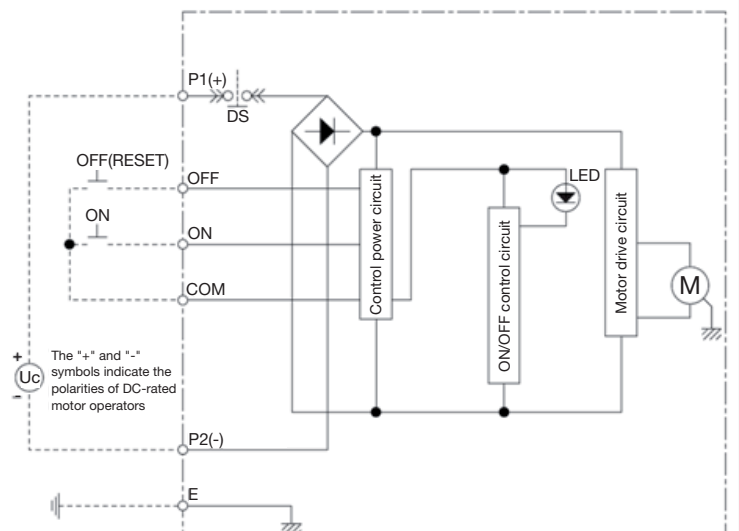 P1(+)
DS
OFF(RESET)
OFF
ON
ON
COM
Control power circuit
ON/OFF control circuit
LED
Motor drive circuit
M
+
Uc
-
The "+" and "-"
symbols indicate the
polarities of DC-rated
motor operators
P2(-)
E